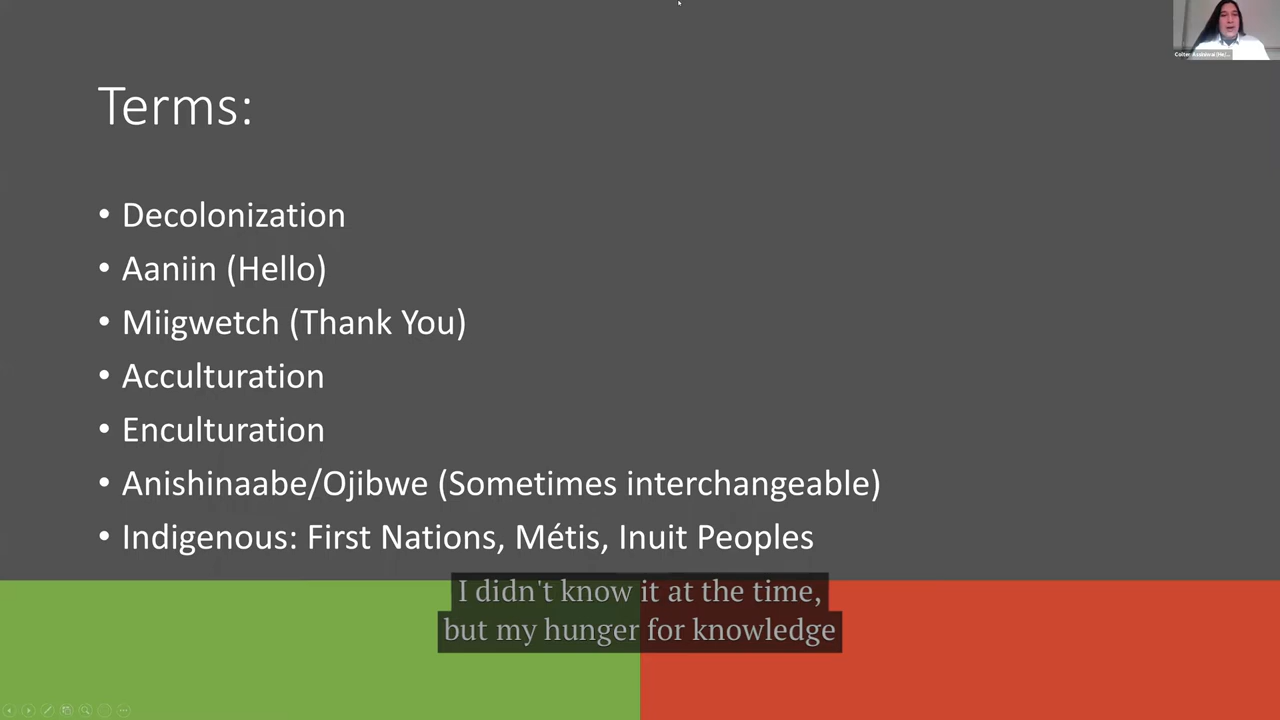 Terms:
• Decolonization
• Aaniin (Hello)
• Miigwetch (Thank You)
• Acculturation
• Enculturation
• Anishinaabe/Ojibwe (Sometimes interchangeable)
• Indigenous: First Nations, Métis, Inuit Peoples
I didn't know it at the time,
but my hunger for knowledge